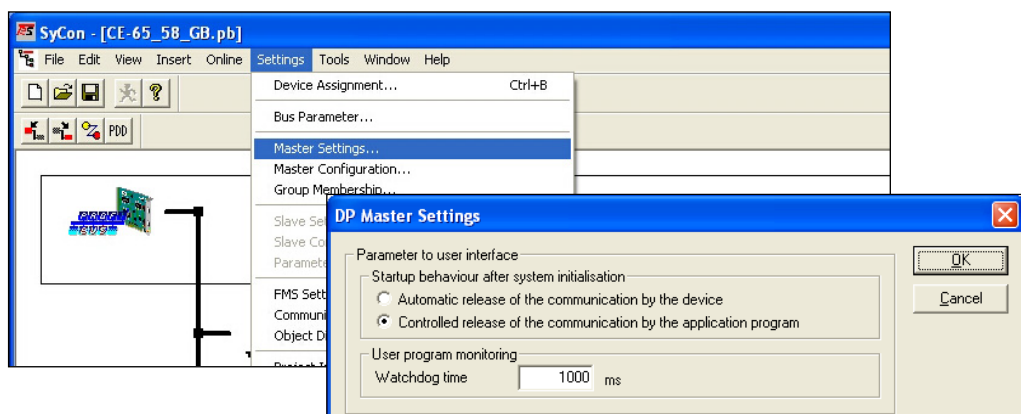 SyCon - [CE-65_58_GB.pb]
File Edit View Insert Online Settings Tools Window Help
Device Assignment... Ctrl+B
Bus Parameter...
PDD
Master Settings...
Master Configuration...
Group Membership...
Slave Set
Slave Co
Paramete
FMS Sett
Communi
Object Di
DP Master Settings
Parameter to user interface
Startup behaviour after system initialisation
Automatic release of the communication by the device
Controlled release of the communication by the application program
User program monitoring
Watchdog time 1000 ms
OK
Cancel